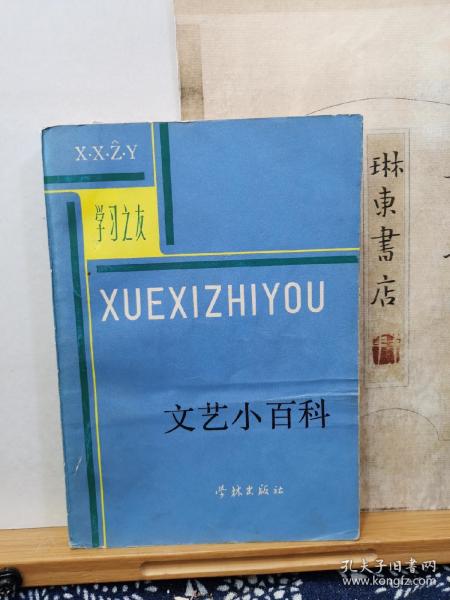 X·X·Ẑ·Y
学习之友
XUEXIZHIYOU
文艺小百科
学林出版社
琳東書店
孔夫子旧书网
www.kongfz.com